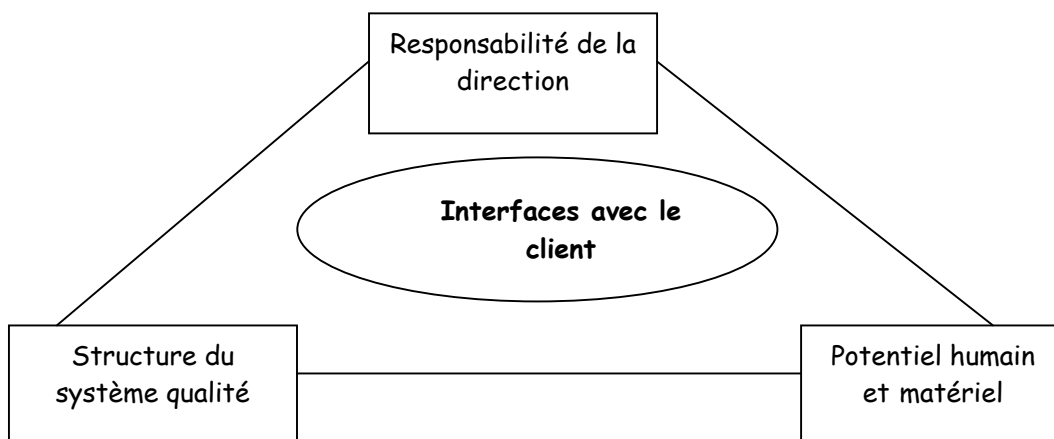 Responsabilité de la
direction
Interfaces avec le
client
Structure du
système qualité
Potentiel humain
et matériel